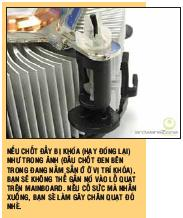 hardwarezone
NẾU CHỐT ĐẨY BỊ KHÓA (HAY ĐÓNG LẠI)
NHƯ TRONG ẢNH (ĐẦU CHỐT ĐEN BÊN
TRONG ĐANG NẰM SẴN Ở Ở VỊ TRÍ KHÓA),
BẠN SẼ KHÔNG THỂ GẮN NÓ VÀO LỖ QUẠT
TRÊN MAINBOARD. NẾU CỐ SỨC MÀ NHẤN
XUỐNG, BẠN SẼ LÀM GÃY CHÂN QUẠT ĐÓ
NHÉ.